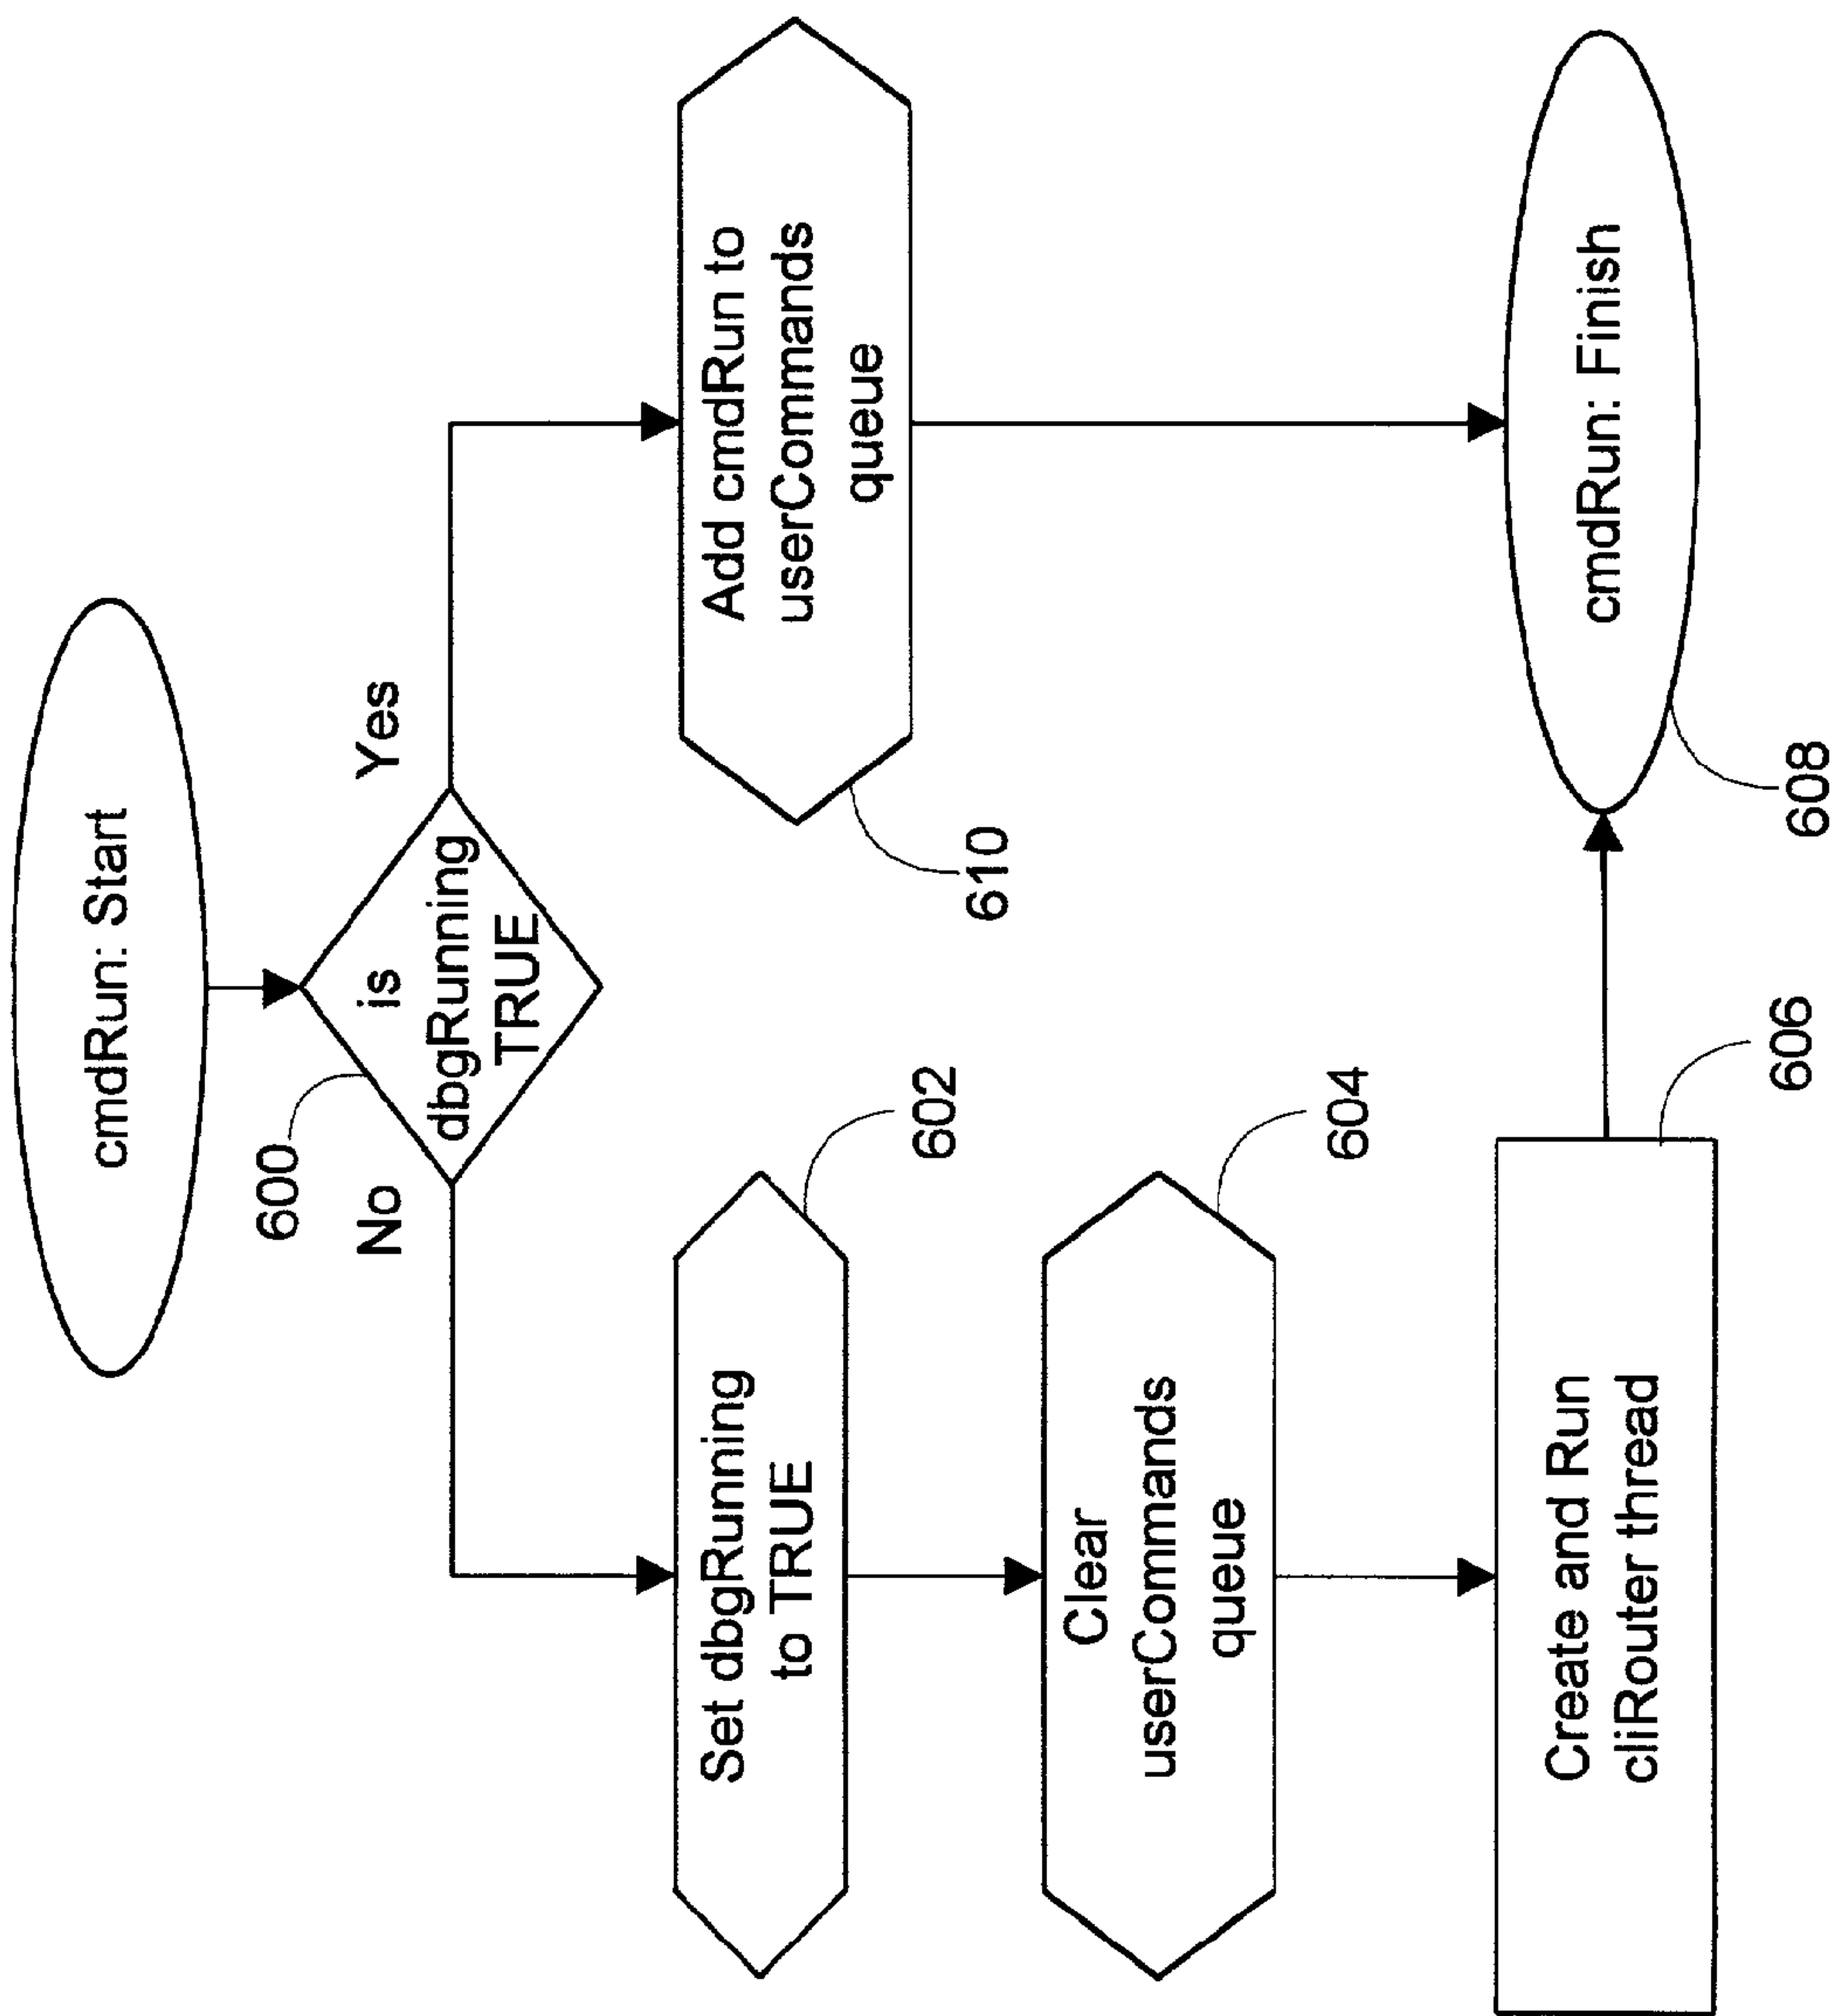 cmdRun: Start
600
is
dbgRunning
TRUE
No
Yes
Set dbgRunning
to TRUE
602
Add cmdRun to
userCommands
queue
610
Clear
userCommands
queue
604
Create and Run
cliRouter thread
606
cmdRun: Finish
608